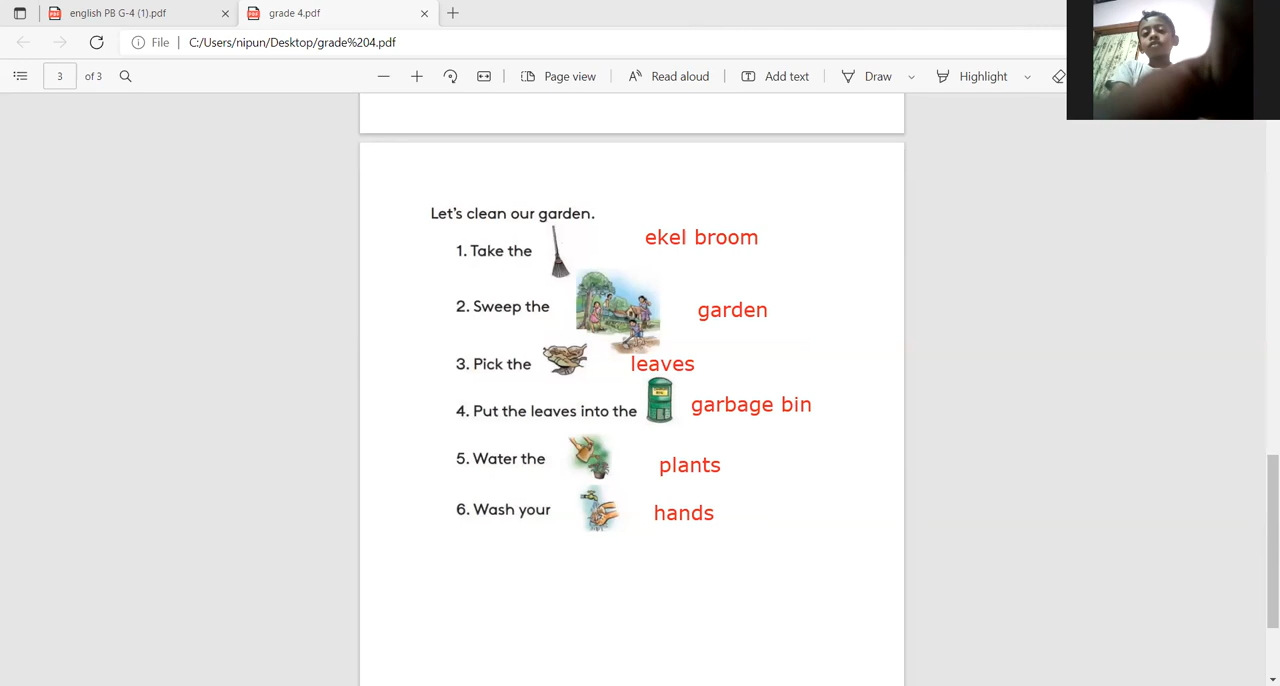 english PB G-4 (1).pdf
grade 4.pdf
File C:/Users/nipun/Desktop/grade%204.pdf
3 of 3
Page view
Read aloud
Add text
Draw
Highlight
Let's clean our garden.
1. Take the ekel broom
2. Sweep the garden
3. Pick the leaves
4. Put the leaves into the garbage bin
5. Water the plants
6. Wash your hands